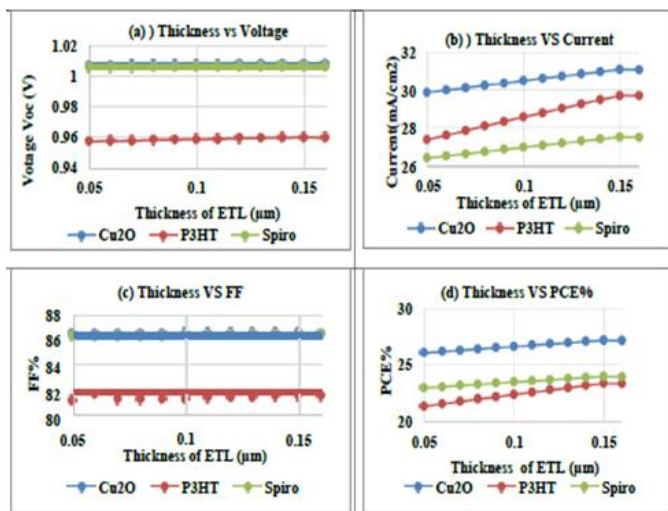 (a) ) Thickness vs Voltage
Votage Voc (V)
1.02
1
0.98
0.96
0.94
0.05
0.1
0.15
Thickness of ETL (µm)
Cu2O P3HT Spiro
(b) ) Thickness VS Current
Current(mA/cm2)
32
30
28
26
0.05
0.1
0.15
Thickness of ETL (µm)
Cu2O P3HT Spiro
(c) Thickness VS FF
FF%
88
86
84
82
80
0.05
0.1
0.15
Thickness of ETL (µm)
Cu2O P3HT Spiro
(d) Thickness VS PCE%
PCE%
30
25
20
0.05
0.1
0.15
Thickness of ETL (µm)
Cu2O P3HT Spiro